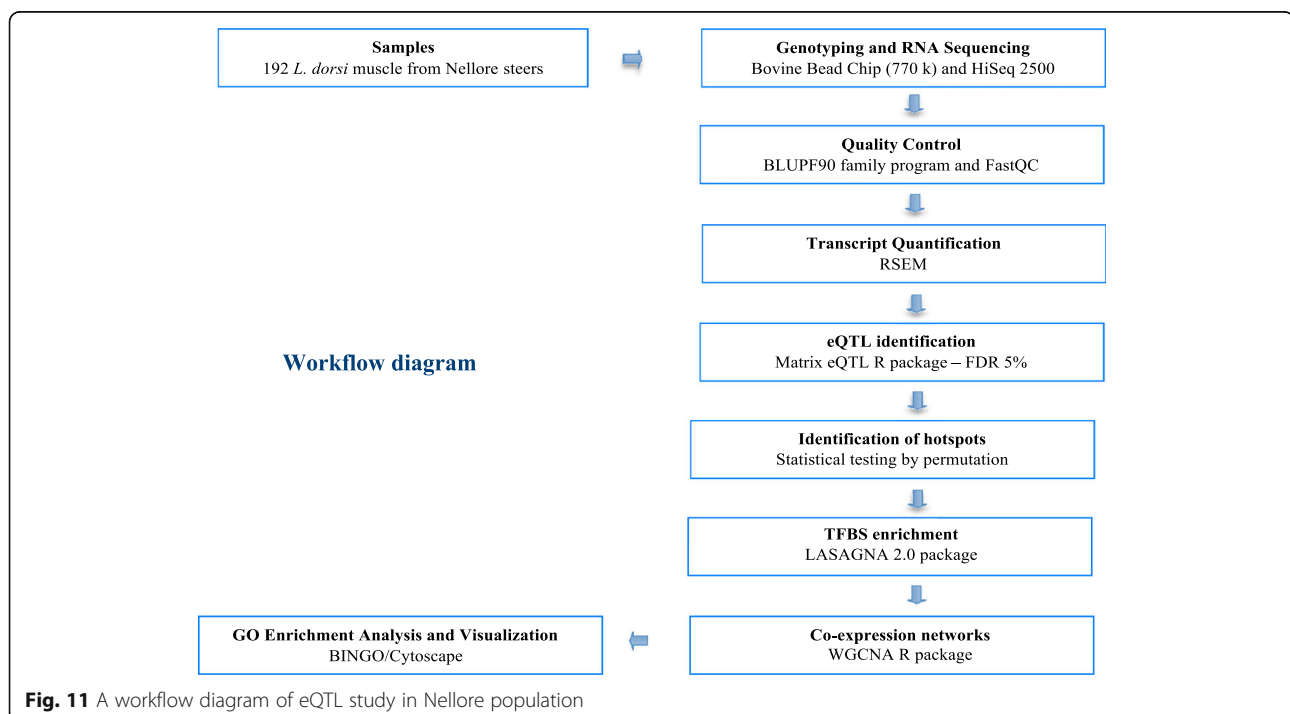 Samples
192 L. dorsi muscle from Nellore steers
Genotyping and RNA Sequencing
Bovine Bead Chip (770 k) and HiSeq 2500
Quality Control
BLUPF90 family program and FastQC
Transcript Quantification
RSEM
Workflow diagram
eQTL identification
Matrix eQTL R package – FDR 5%
Identification of hotspots
Statistical testing by permutation
TFBS enrichment
LASAGNA 2.0 package
Co-expression networks
WGCNA R package
GO Enrichment Analysis and Visualization
BINGO/Cytoscape
Fig. 11 A workflow diagram of eQTL study in Nellore population